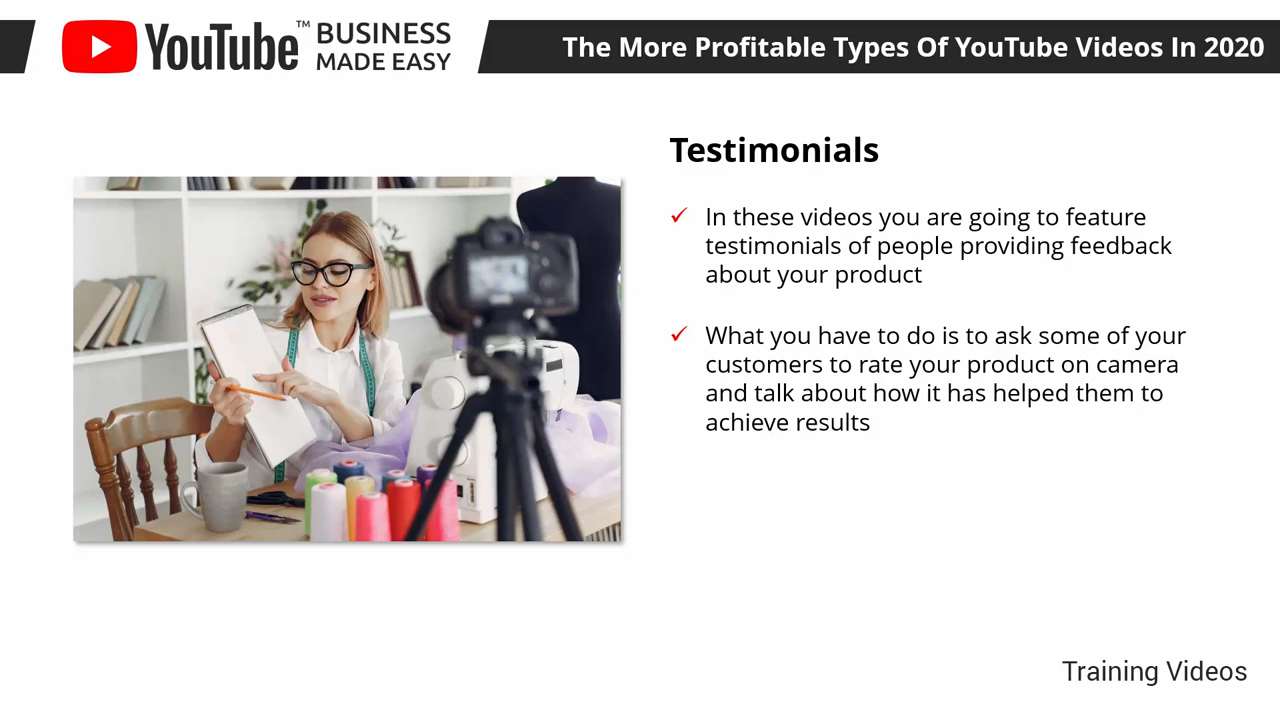 YouTube™ BUSINESS
MADE EASY
The More Profitable Types Of YouTube Videos In 2020
Testimonials
✓ In these videos you are going to feature
testimonials of people providing feedback
about your product
✓ What you have to do is to ask some of your
customers to rate your product on camera
and talk about how it has helped them to
achieve results
Training Videos